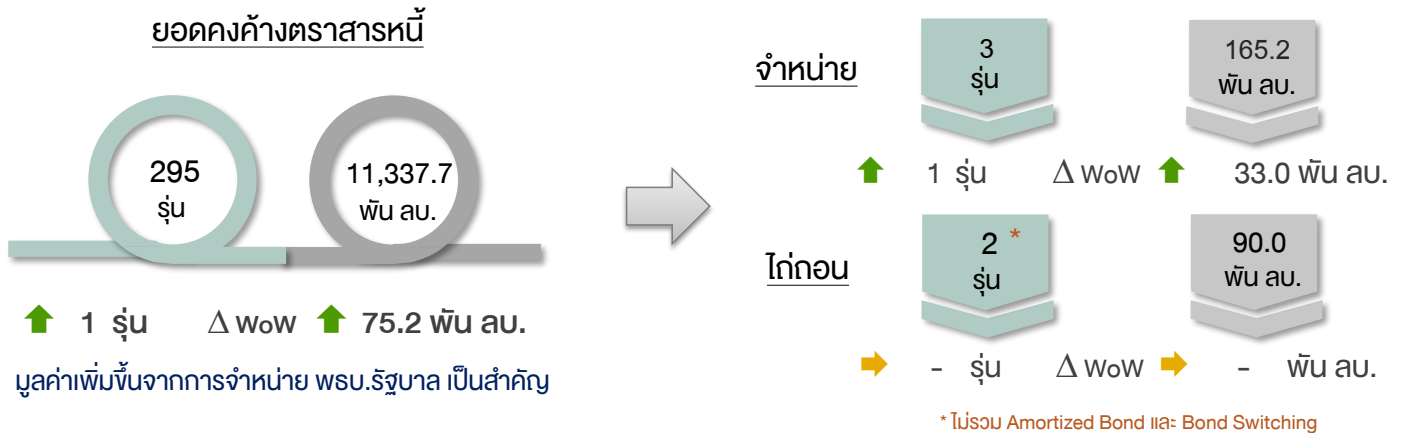 ยอดคงค้างตราสารหนี้
295
รุ่น
11,337.7
พัน ลบ.
1 รุ่น Δ WoW 75.2 พัน ลบ.
มูลค่าเพิ่มขึ้นจากการจำหน่าย พธบ.รัฐบาล เป็นสำคัญ
จำหน่าย
3
รุ่น
165.2
พัน ลบ.
1 รุ่น Δ WoW 33.0 พัน ลบ.
ไถ่ถอน
2 *
รุ่น
90.0
พัน ลบ.
- รุ่น Δ WoW - พัน ลบ.
* ไม่รวม Amortized Bond และ Bond Switching